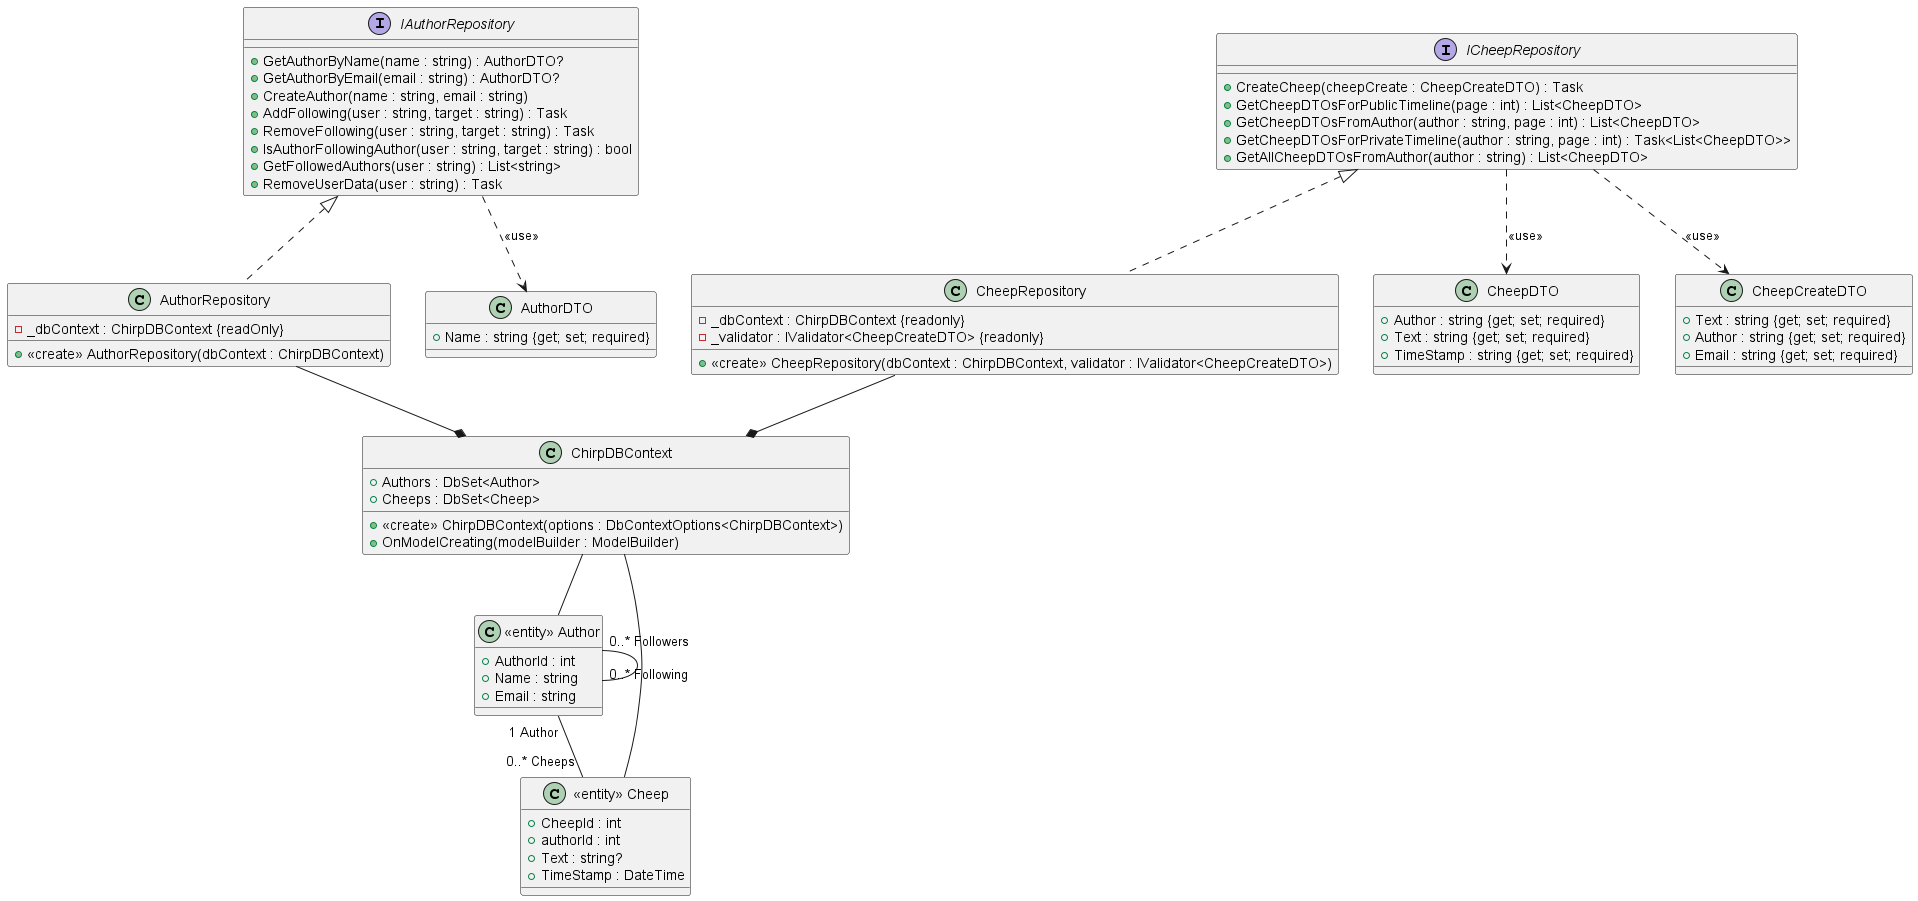 I IAuthorRepository
GetAuthorByName(name : string) : AuthorDTO?
GetAuthorByEmail(email : string) : AuthorDTO?
CreateAuthor(name : string, email : string)
AddFollowing(user : string, target : string) : Task
RemoveFollowing(user : string, target : string) : Task
IsAuthorFollowingAuthor(user : string, target : string) : bool
GetFollowedAuthors(user : string) : List<string>
RemoveUserData(user : string) : Task
I ICheepRepository
CreateCheep(cheepCreate : CheepCreateDTO) : Task
GetCheepDTOsForPublicTimeline(page : int) : List<CheepDTO>
GetCheepDTOsFromAuthor(author : string, page : int) : List<CheepDTO>
GetCheepDTOsForPrivateTimeline(author : string, page : int) : Task<List<CheepDTO>>
GetAllCheepDTOsFromAuthor(author : string) : List<CheepDTO>
«use»
«use»
«use»
C AuthorRepository
_dbContext : ChirpDBContext {readOnly}
«create» AuthorRepository(dbContext : ChirpDBContext)
C AuthorDTO
Name : string {get; set; required}
C CheepRepository
_dbContext : ChirpDBContext {readonly}
_validator : IValidator<CheepCreateDTO> {readonly}
«create» CheepRepository(dbContext : ChirpDBContext, validator : IValidator<CheepCreateDTO>)
C CheepDTO
Author : string {get; set; required}
Text : string {get; set; required}
TimeStamp : string {get; set; required}
C CheepCreateDTO
Text : string {get; set; required}
Author : string {get; set; required}
Email : string {get; set; required}
C ChirpDBContext
Authors : DbSet<Author>
Cheeps : DbSet<Cheep>
«create» ChirpDBContext(options : DbContextOptions<ChirpDBContext>)
OnModelCreating(modelBuilder : ModelBuilder)
C «entity» Author
AuthorId : int
Name : string
Email : string
0..* Followers
0..* Following
1 Author
0..* Cheeps
C «entity» Cheep
CheepId : int
authorId : int
Text : string?
TimeStamp : DateTime